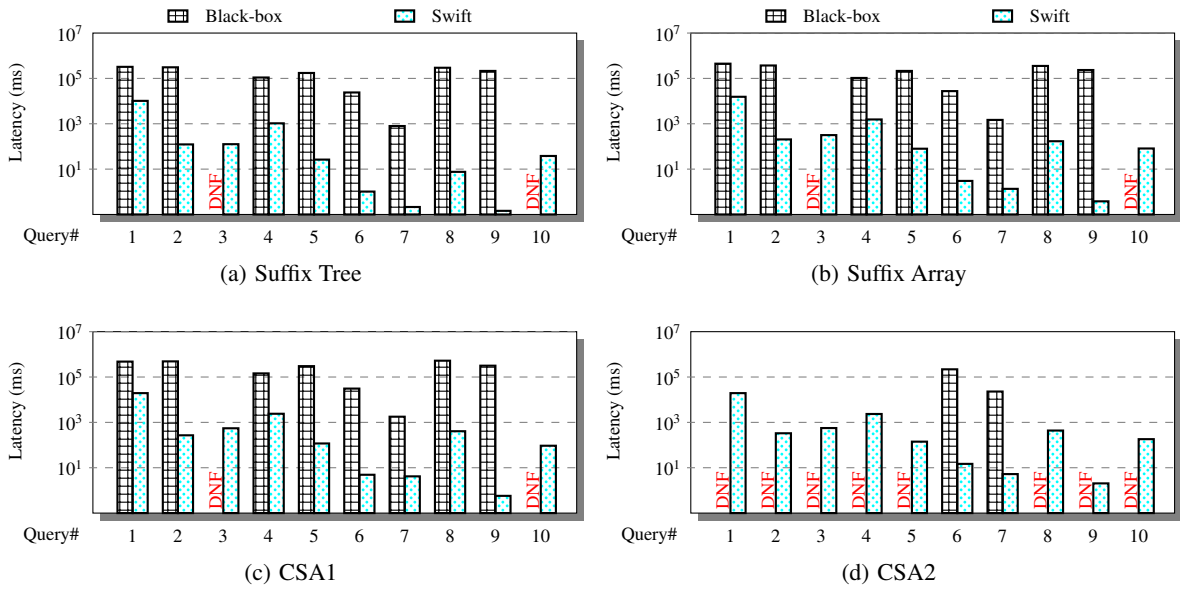 Black-box Swift
10^7
10^5
10^3
10^1
Latency (ms)
DNF DNF
Query# 1 2 3 4 5 6 7 8 9 10
(a) Suffix Tree
Black-box Swift
10^7
10^5
10^3
10^1
Latency (ms)
DNF DNF
Query# 1 2 3 4 5 6 7 8 9 10
(b) Suffix Array
10^7
10^5
10^3
10^1
Latency (ms)
DNF DNF
Query# 1 2 3 4 5 6 7 8 9 10
(c) CSA1
10^7
10^5
10^3
10^1
Latency (ms)
DNF DNF DNF DNF DNF DNF DNF DNF
Query# 1 2 3 4 5 6 7 8 9 10
(d) CSA2